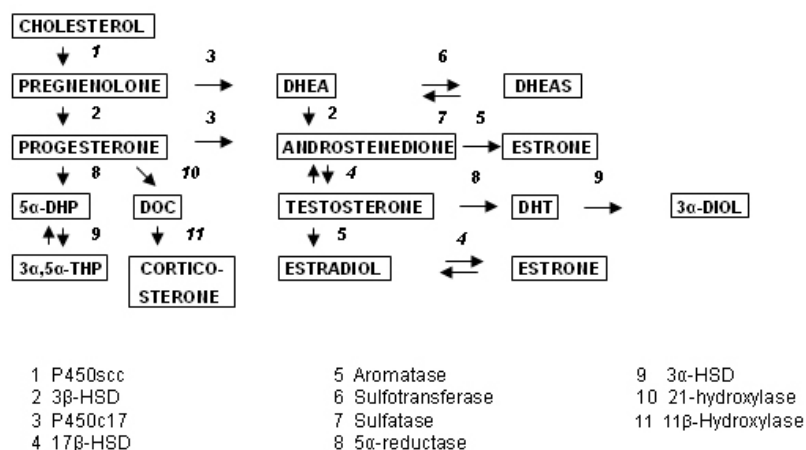 CHOLESTEROL
1 3 6
PREGNENOLONE DHEA DHEAS
2 3 2 7 5
PROGESTERONE ANDROSTENEDIONE ESTRONE
8 10 4 8 9
5α-DHP DOC TESTOSTERONE DHT 3α-DIOL
9 11 5 4
3α,5α-THP CORTICO-
STERONE ESTRADIOL ESTRONE
1 P450scc 5 Aromatase 9 3α-HSD
2 3β-HSD 6 Sulfotransferase 10 21-hydroxylase
3 P450c17 7 Sulfatase 11 11β-Hydroxylase
4 17β-HSD 8 5α-reductase